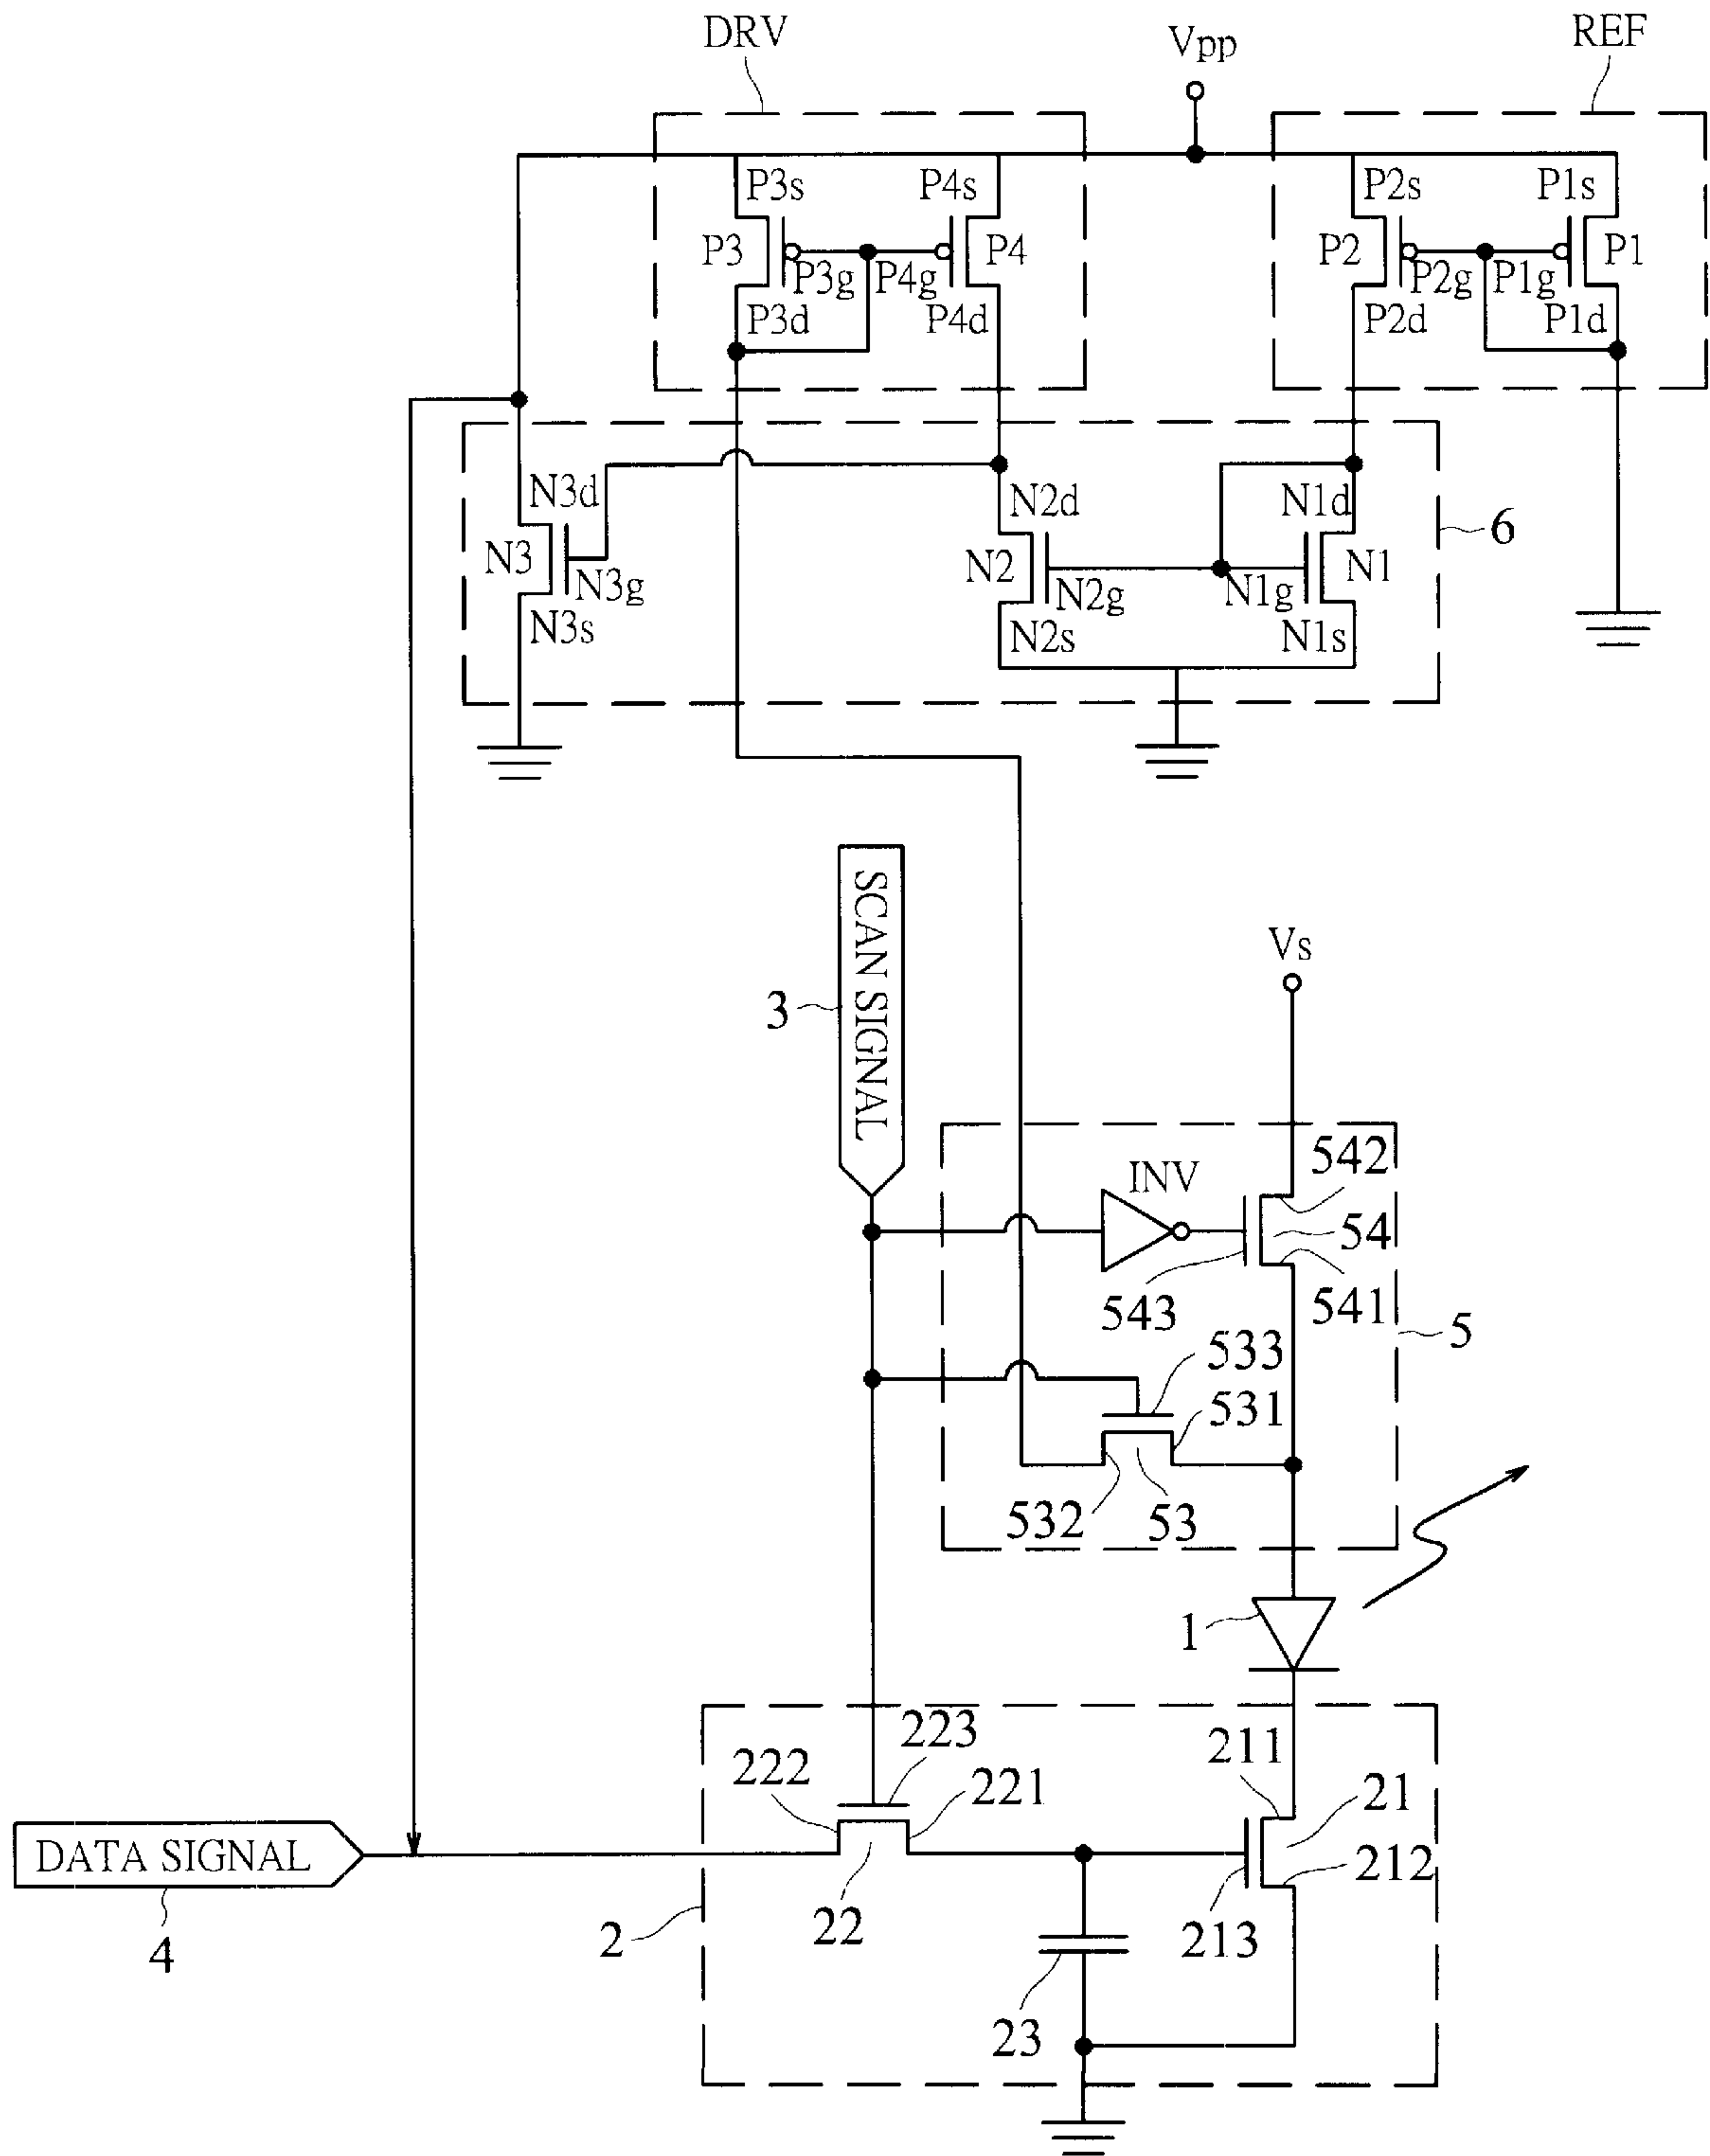 DRV
Vpp
REF
P3s
P4s
P2s
P1s
P3
P4
P2
P1
P3g
P4g
P2g
P1g
P3d
P4d
P2d
P1d
N3d
N2d
N1d
6
N3
N2
N1
N3g
N2g
N1g
N3s
N2s
N1s
SCAN SIGNAL
3
Vs
INV
542
54
543
541
5
533
531
532
53
1
223
211
222
221
21
DATA SIGNAL
212
22
2
213
4
23